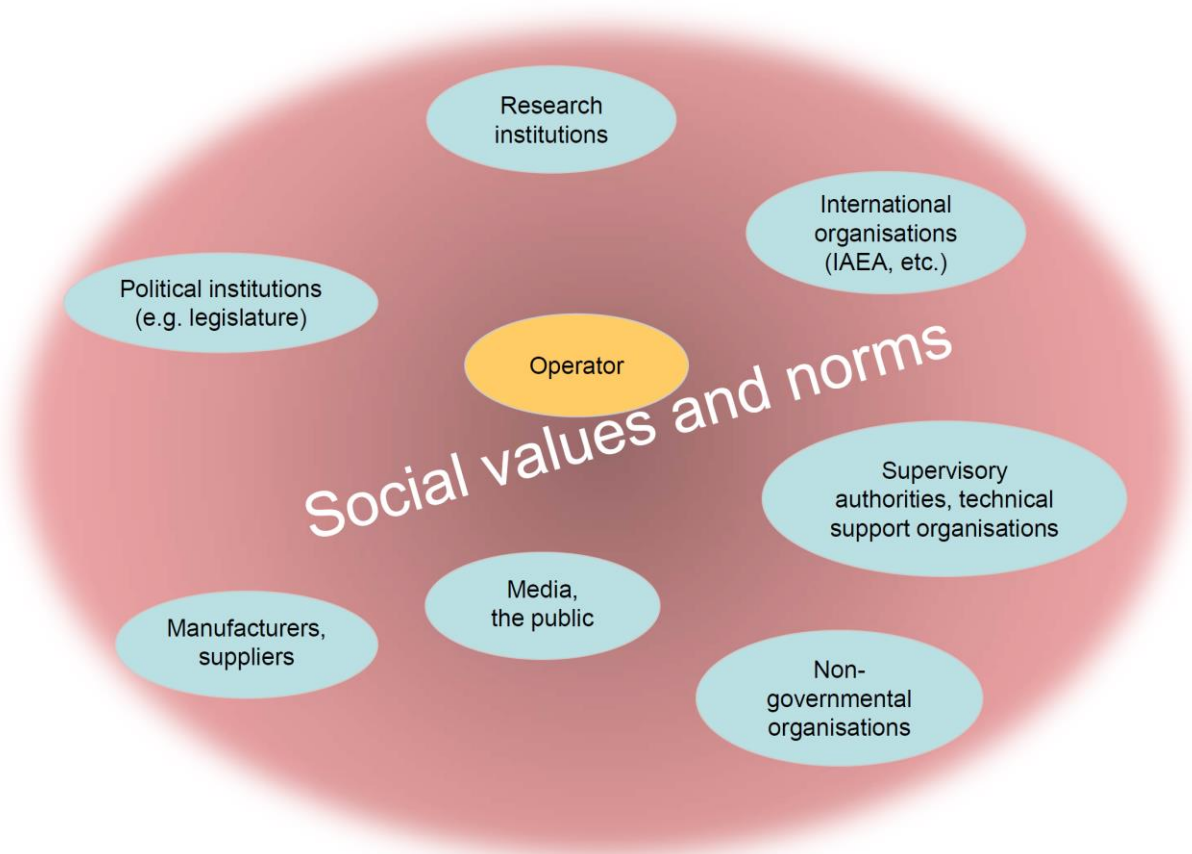 Research
institutions
International
organisations
(IAEA, etc.)
Political institutions
(e.g. legislature)
Operator
Social values and norms
Supervisory
authorities, technical
support organisations
Media,
the public
Manufacturers,
suppliers
Non-
governmental
organisations